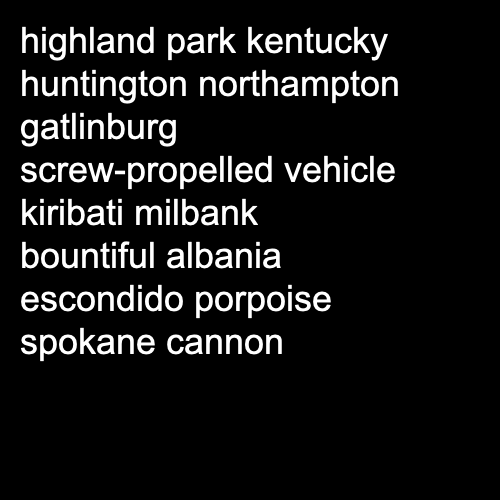 highland park kentucky
huntington northampton
gatlinburg
screw-propelled vehicle
kiribati milbank
bountiful albania
escondido porpoise
spokane cannon